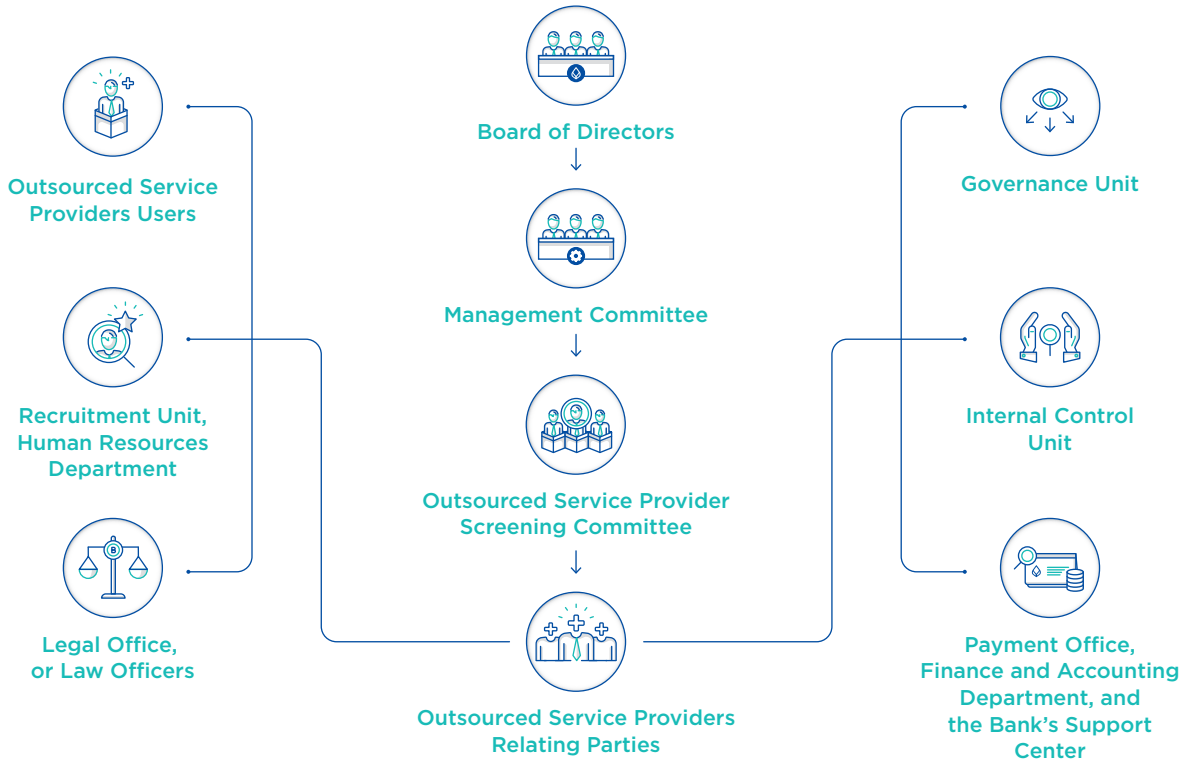 Board of Directors
Outsourced Service
Providers Users
Governance Unit
Management Committee
Recruitment Unit,
Human Resources
Department
Internal Control
Unit
Outsourced Service Provider
Screening Committee
B
Legal Office,
or Law Officers
Payment Office,
Finance and Accounting
Department, and
the Bank's Support
Center
Outsourced Service Providers
Relating Parties